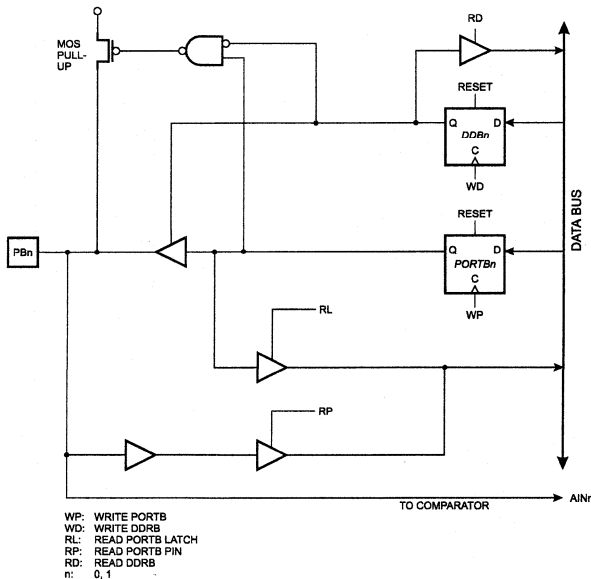 RD
MOS
PULL-
UP
RESET
Q D
DDBn
C
WD
RESET
DATA BUS
PBn
Q D
PORTBn
C
WP
RL
RP
TO COMPARATOR
AINn
WP: WRITE PORTB
WD: WRITE DDRB
RL: READ PORTB LATCH
RP: READ PORTB PIN
RD: READ DDRB
n: 0, 1